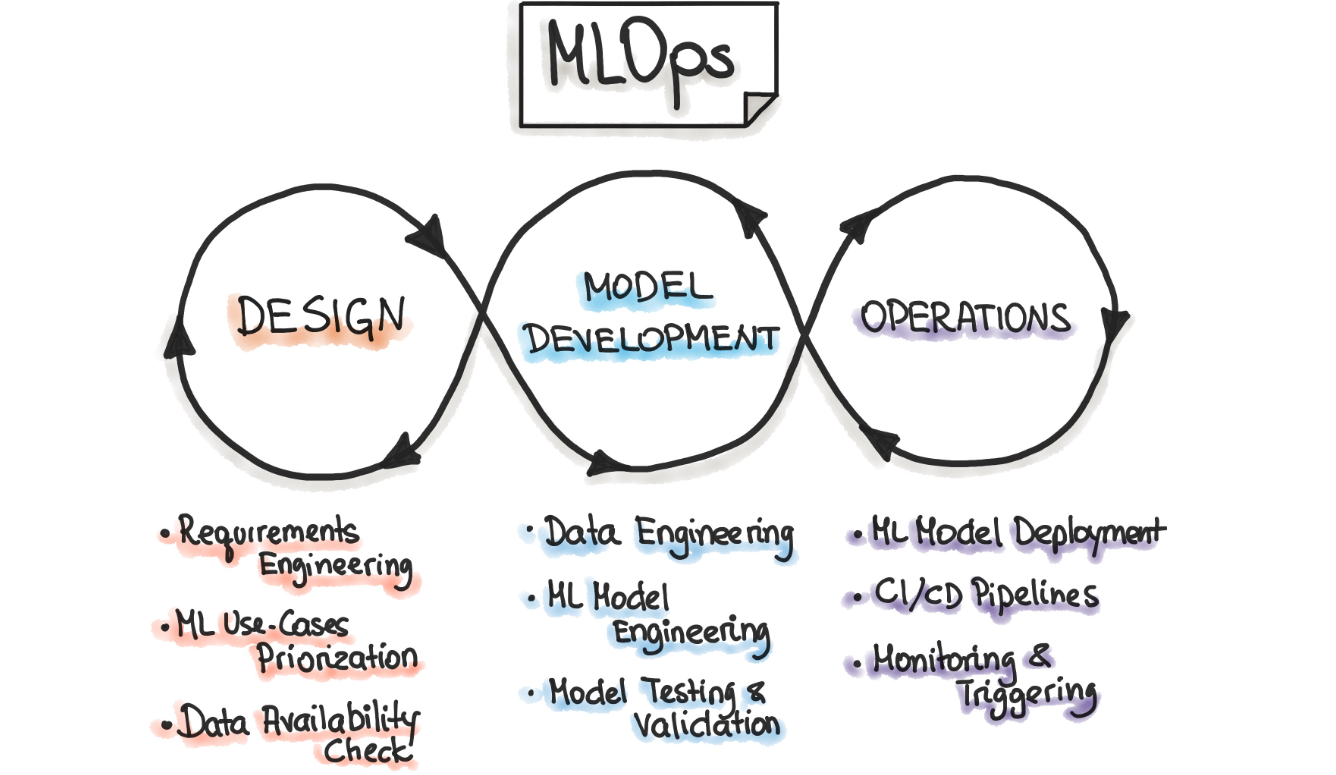 MLOps
DESIGN
MODEL
DEVELOPMENT
OPERATIONS
• Requirements
Engineering
• ML Use-Cases
Priorization
• Data Availability
Check
• Data Engineering
• ML Model
Engineering
• Model Testing &
Validation
• ML Model Deployment
• CI/CD Pipelines
• Monitoring &
Triggering